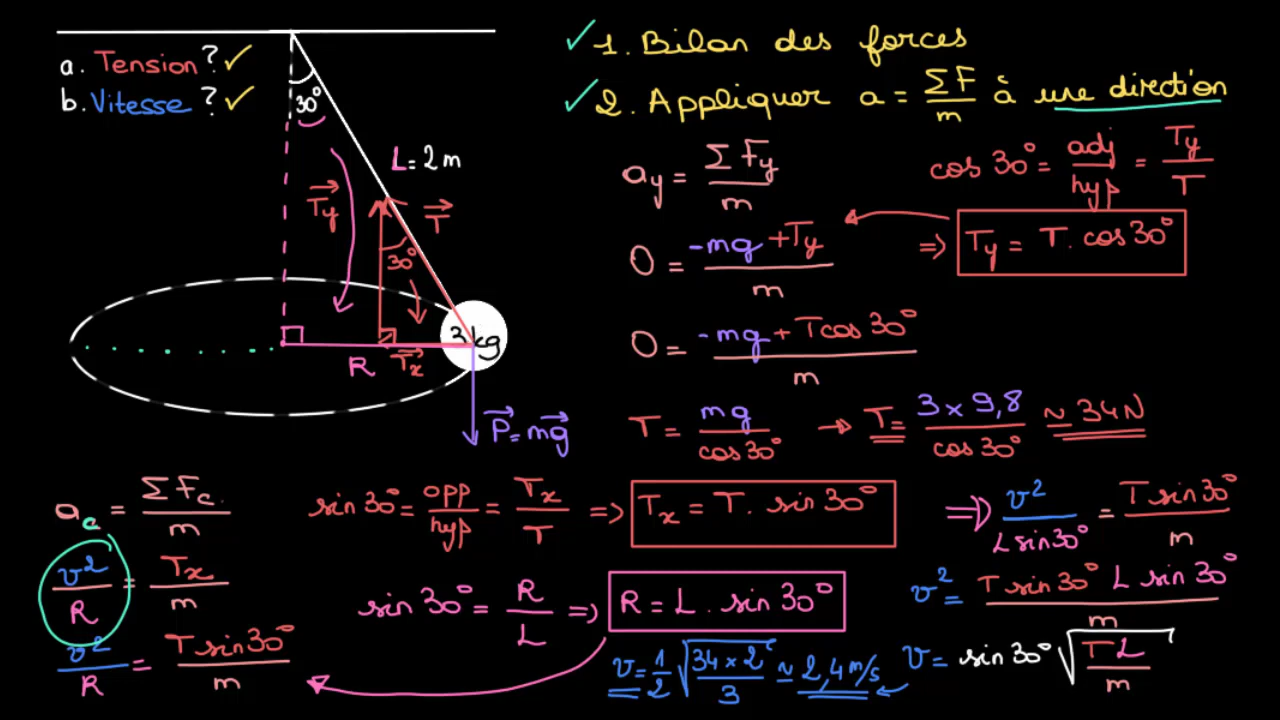 a. Tension ? ✓
b. Vitesse ? ✓
30°
L = 2 m
T⃗y
T⃗
30°
3 kg
R
T⃗x
P⃗ = mg⃗
✓ 1. Bilan des forces
✓ 2. Appliquer a = ΣF/m à une direction
ay = ΣFy/m
cos 30° = adj/hyp = Ty/T
0 = (-mg + Ty)/m
⇒ Ty = T . cos 30°
0 = (-mg + T cos 30°)/m
T = mg/cos 30° → T = (3 × 9,8)/cos 30° ≃ 34 N
ac = ΣFc/m
sin 30° = opp/hyp = Tx/T ⇒ Tx = T . sin 30°
⇒ v²/(L sin 30°) = T sin 30°/m
v²/R = Tx/m
sin 30° = R/L ⇒ R = L . sin 30°
v² = (T sin 30° L sin 30°)/m
v²/R = T sin 30°/m
v = sin 30° √(TL/m)
v = 1/2 √((34 × 2)/3) ≃ 2,4 m/s